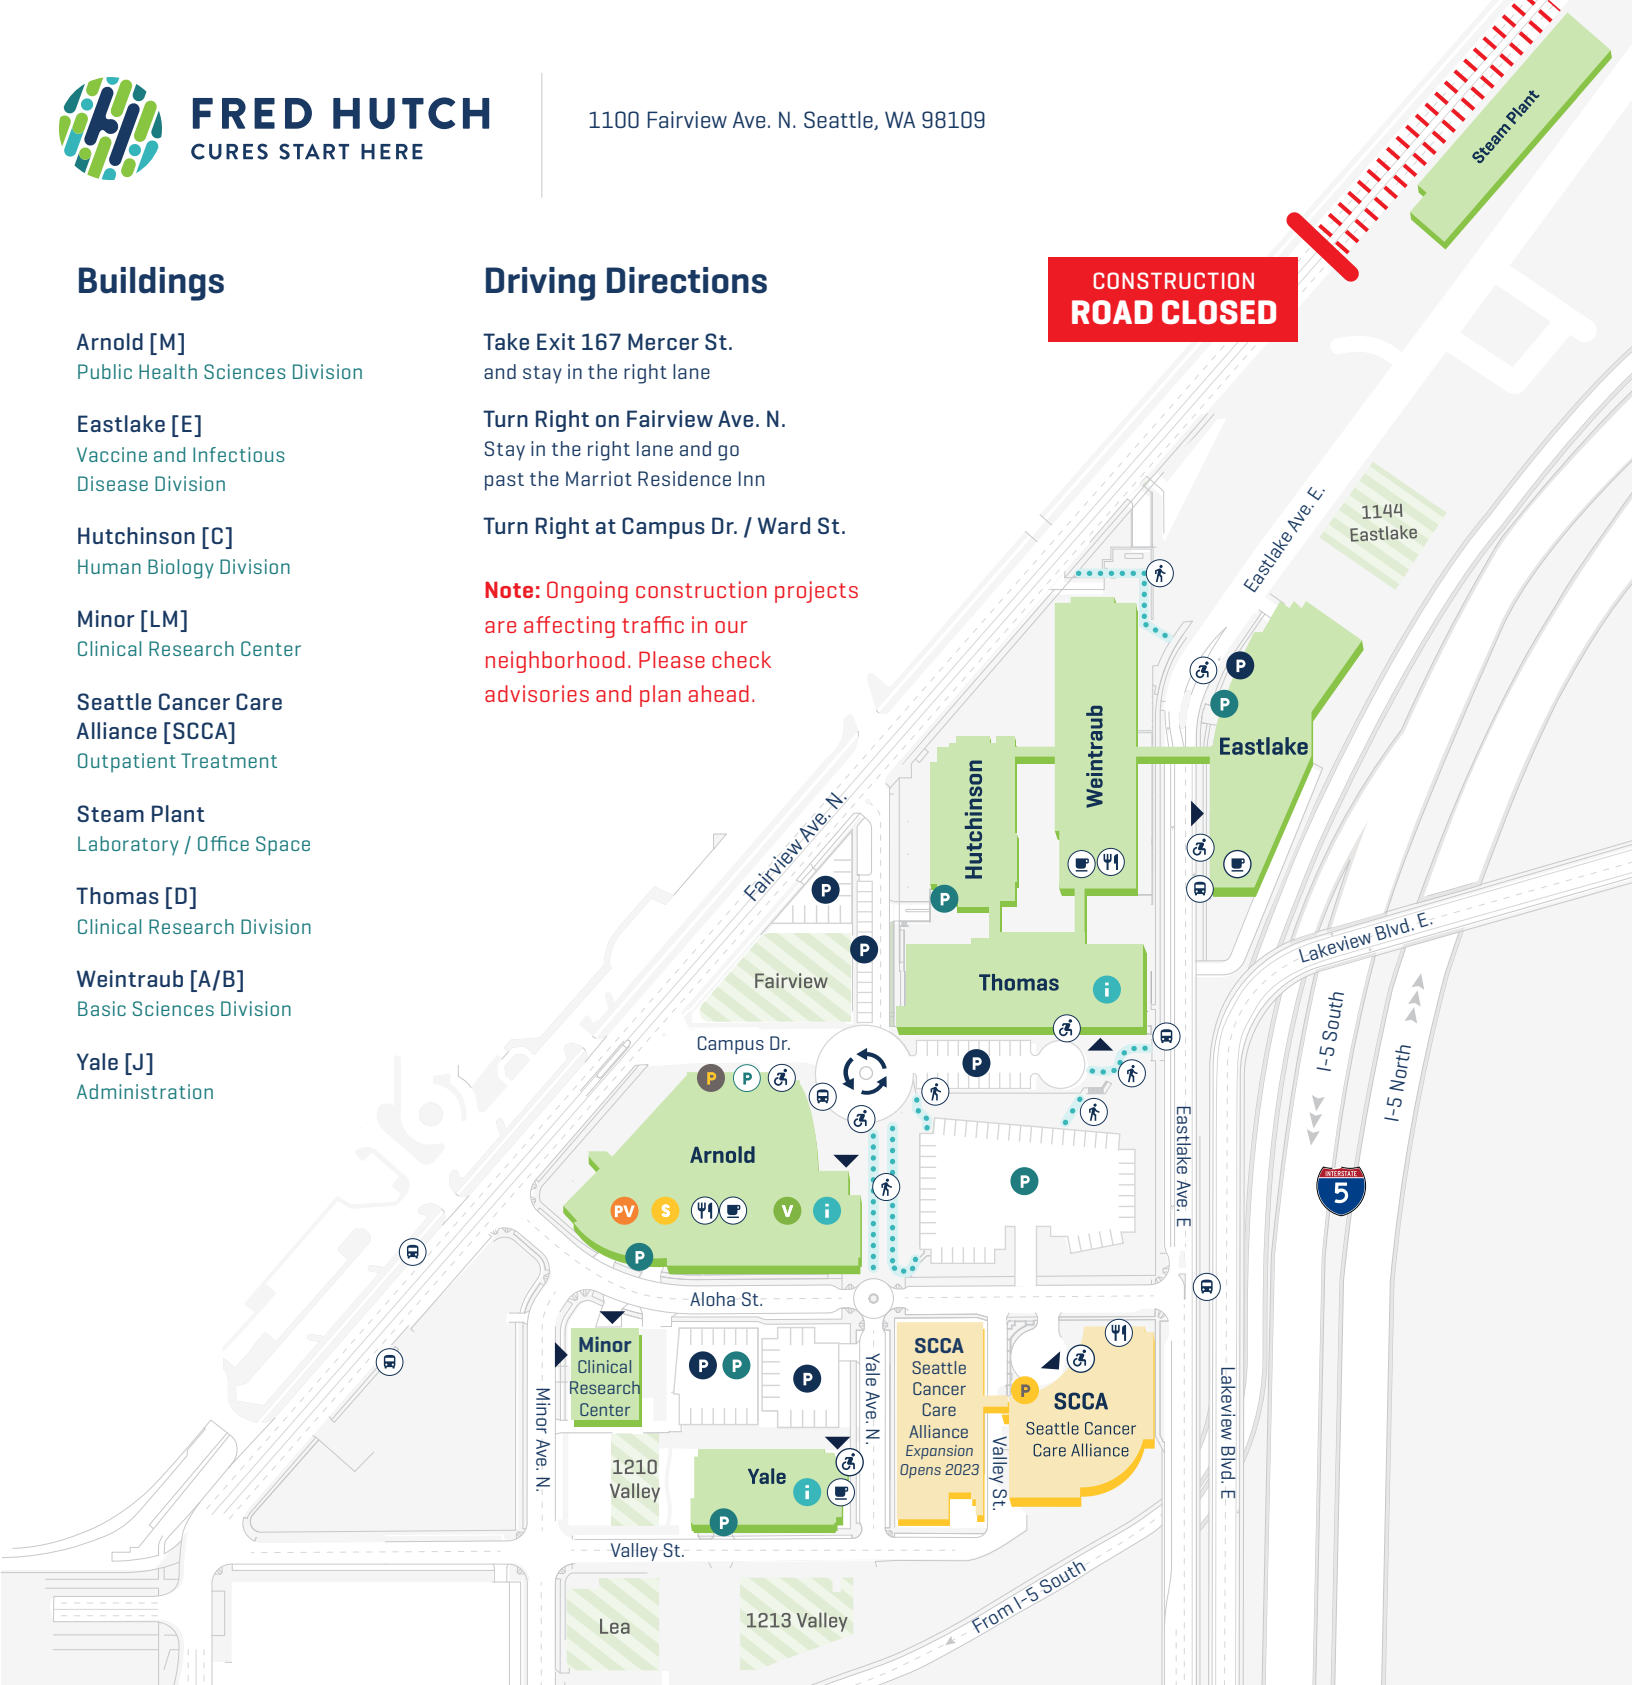 FRED HUTCH
CURES START HERE
1100 Fairview Ave. N. Seattle, WA 98109
Buildings
Arnold [M]
Public Health Sciences Division
Eastlake [E]
Vaccine and Infectious
Disease Division
Hutchinson [C]
Human Biology Division
Minor [LM]
Clinical Research Center
Seattle Cancer Care
Alliance [SCCA]
Outpatient Treatment
Steam Plant
Laboratory / Office Space
Thomas [D]
Clinical Research Division
Weintraub [A/B]
Basic Sciences Division
Yale [J]
Administration
Driving Directions
Take Exit 167 Mercer St.
and stay in the right lane
Turn Right on Fairview Ave. N.
Stay in the right lane and go
past the Marriot Residence Inn
Turn Right at Campus Dr. / Ward St.
Note: Ongoing construction projects
are affecting traffic in our
neighborhood. Please check
advisories and plan ahead.
CONSTRUCTION
ROAD CLOSED
Steam Plant
1144
Eastlake
Eastlake Ave. E.
P
P
Eastlake
Weintraub
Hutchinson
P
Fairview Ave. N.
P
P
Fairview
Thomas
i
Lakeview Blvd. E.
I-5 South
I-5 North
INTERSTATE
5
Campus Dr.
P
P
P
Arnold
PV
S
V
i
P
P
Eastlake Ave. E
Aloha St.
Minor
Clinical
Research
Center
P
P
P
Minor Ave. N.
Yale Ave. N.
SCCA
Seattle
Cancer
Care
Alliance
Expansion
Opens 2023
P
SCCA
Seattle Cancer
Care Alliance
Valley St.
Lakeview Blvd. E
1210
Valley
Yale
i
P
Valley St.
From I-5 South
Lea
1213 Valley